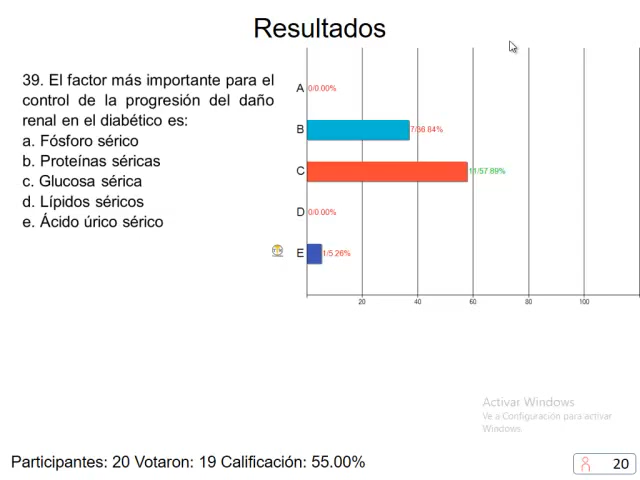 Resultados
39. El factor más importante para el
control de la progresión del daño
renal en el diabético es:
a. Fósforo sérico
b. Proteínas séricas
c. Glucosa sérica
d. Lípidos séricos
e. Ácido úrico sérico
A 0/0.00%
B 7/36.84%
C 11/57.89%
D 0/0.00%
E 1/5.26%
20 40 60 80 100
Activar Windows
Ve a Configuración para activar
Windows.
Participantes: 20 Votaron: 19 Calificación: 55.00%
20